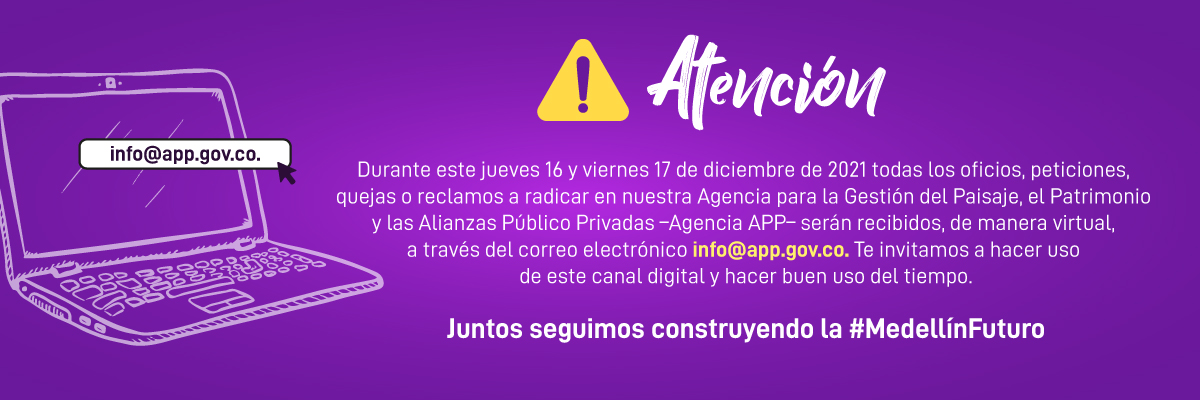 Atención
info@app.gov.co.
Durante este jueves 16 y viernes 17 de diciembre de 2021 todas los oficios, peticiones,
quejas o reclamos a radicar en nuestra Agencia para la Gestión del Paisaje, el Patrimonio
y las Alianzas Público Privadas –Agencia APP– serán recibidos, de manera virtual,
a través del correo electrónico info@app.gov.co. Te invitamos a hacer uso
de este canal digital y hacer buen uso del tiempo.
Juntos seguimos construyendo la #MedellínFuturo